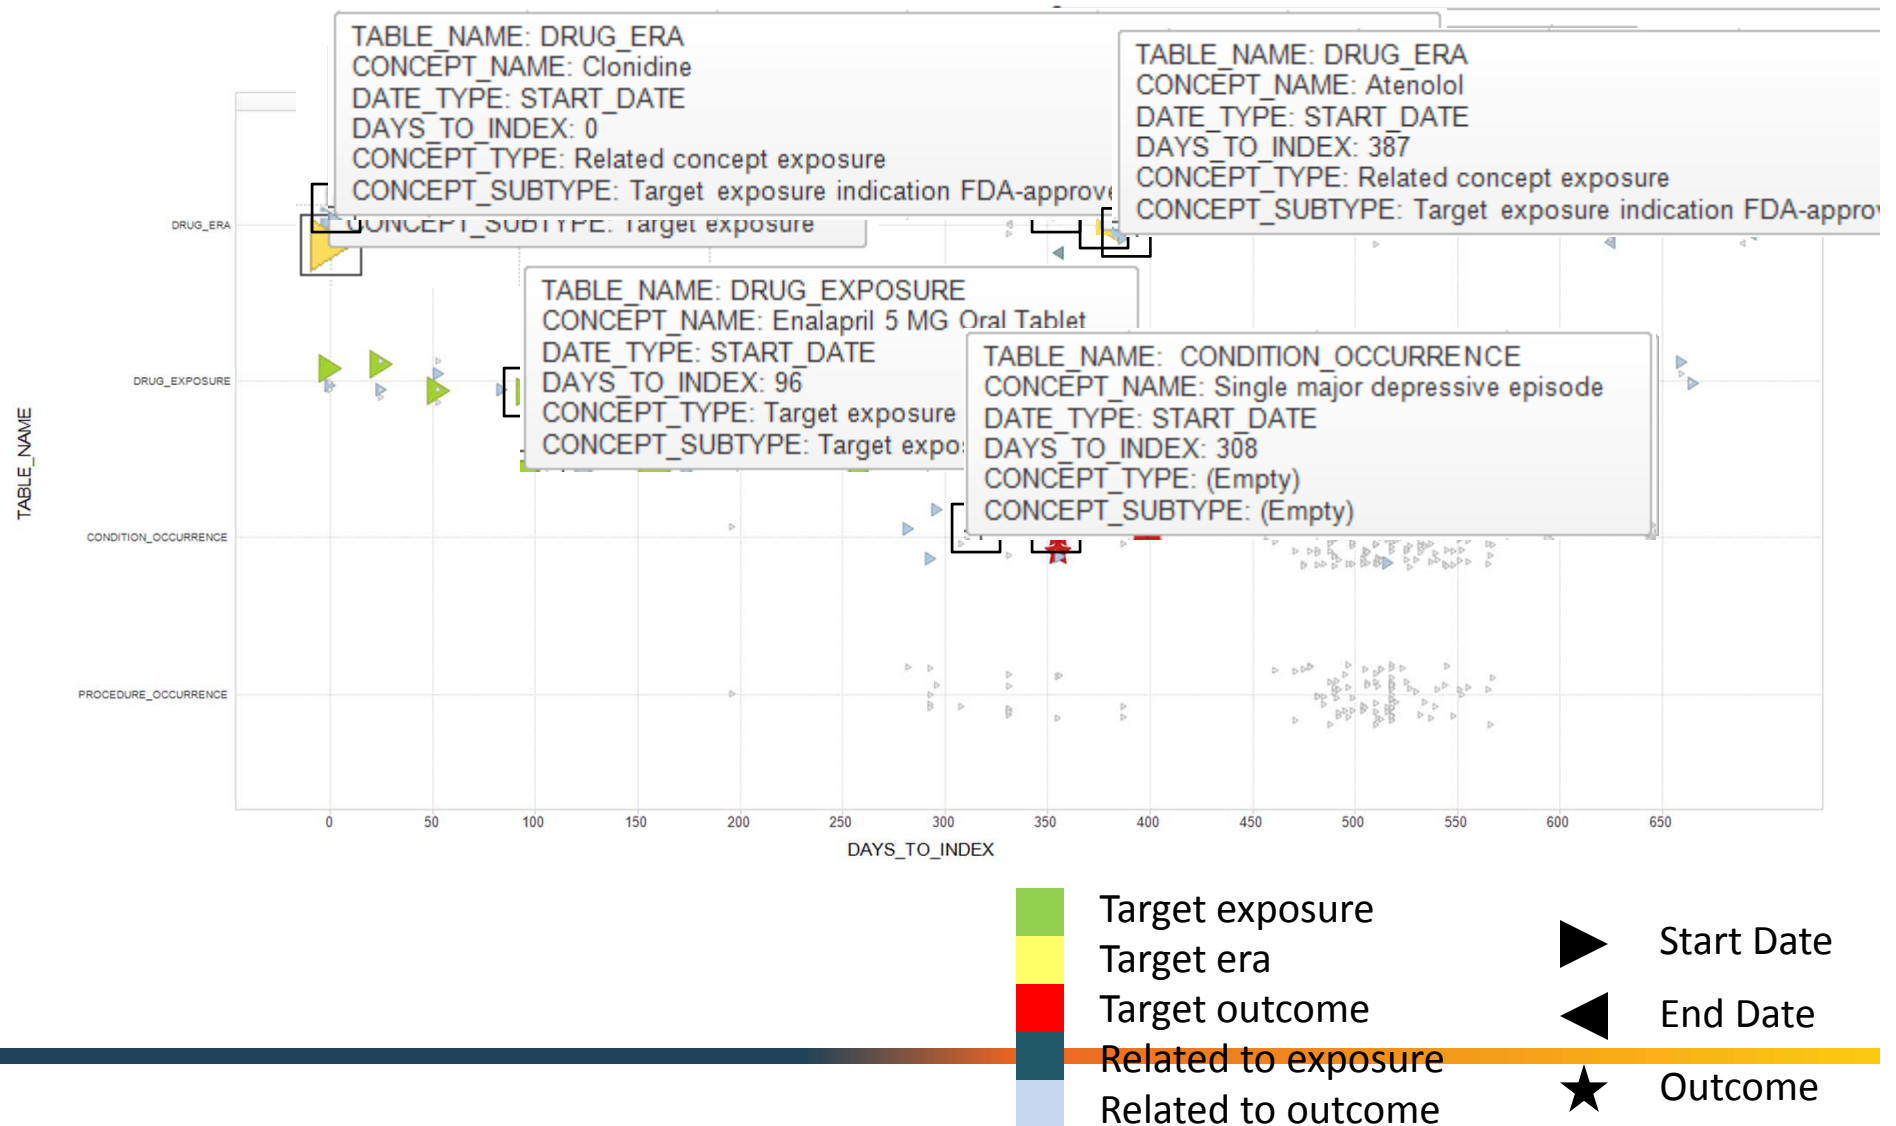 TABLE_NAME: DRUG_ERA
CONCEPT_NAME: Clonidine
DATE_TYPE: START_DATE
DAYS_TO_INDEX: 0
CONCEPT_TYPE: Related concept exposure
CONCEPT_SUBTYPE: Target exposure indication FDA-approve
TABLE_NAME: DRUG_ERA
CONCEPT_NAME: Atenolol
DATE_TYPE: START_DATE
DAYS_TO_INDEX: 387
CONCEPT_TYPE: Related concept exposure
CONCEPT_SUBTYPE: Target exposure indication FDA-approv
CONCEPT_SUBTYPE: Target exposure
TABLE_NAME: DRUG_EXPOSURE
CONCEPT_NAME: Enalapril 5 MG Oral Tablet
DATE_TYPE: START_DATE
DAYS_TO_INDEX: 96
CONCEPT_TYPE: Target exposure
CONCEPT_SUBTYPE: Target expos
TABLE_NAME: CONDITION_OCCURRENCE
CONCEPT_NAME: Single major depressive episode
DATE_TYPE: START_DATE
DAYS_TO_INDEX: 308
CONCEPT_TYPE: (Empty)
CONCEPT_SUBTYPE: (Empty)
TABLE_NAME
DRUG_ERA
DRUG_EXPOSURE
CONDITION_OCCURRENCE
PROCEDURE_OCCURRENCE
0 50 100 150 200 250 300 350 400 450 500 550 600 650
DAYS_TO_INDEX
Target exposure
Target era
Target outcome
Related to exposure
Related to outcome
Start Date
End Date
Outcome